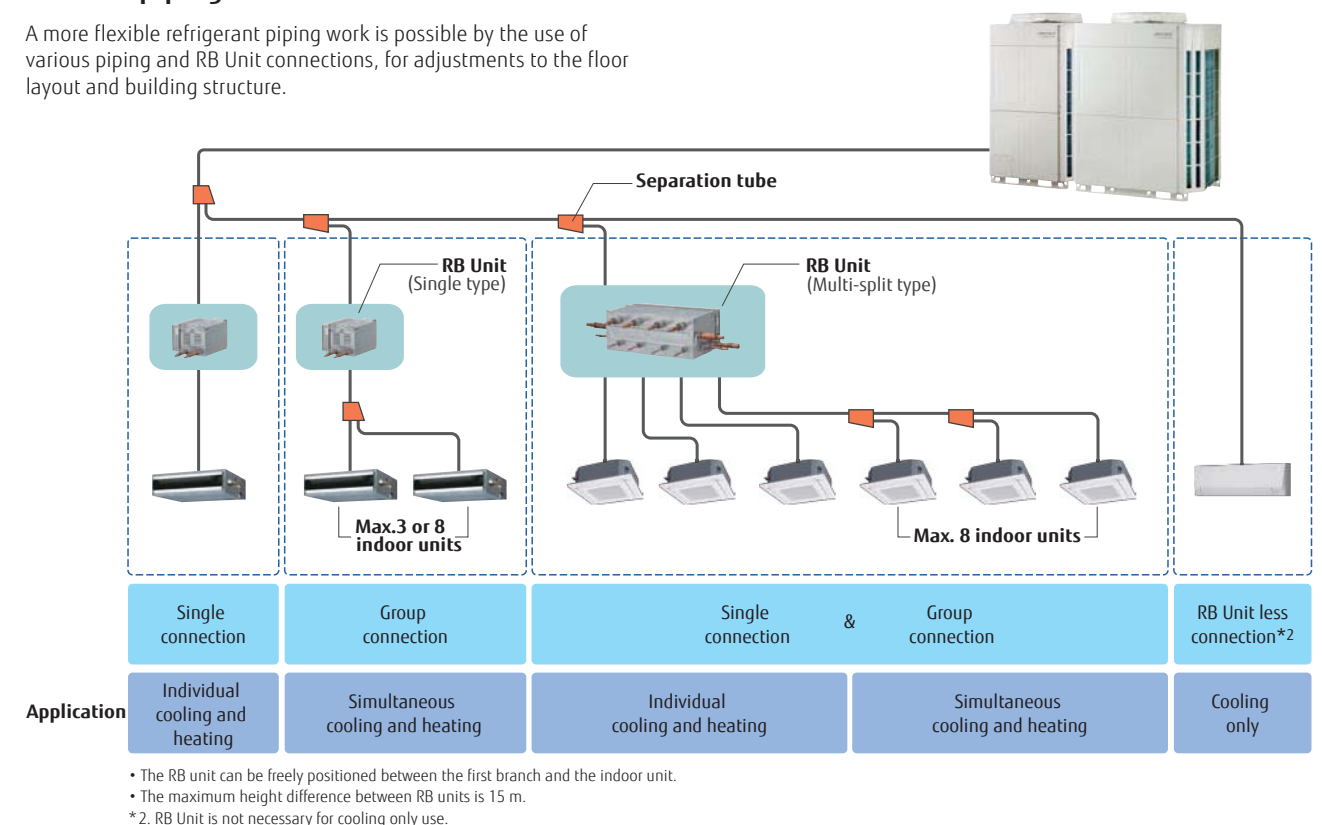 A more flexible refrigerant piping work is possible by the use of
various piping and RB Unit connections, for adjustments to the floor
layout and building structure.
Separation tube
RB Unit
(Single type)
RB Unit
(Multi-split type)
Max.3 or 8
indoor units
Max. 8 indoor units
Single
connection
Group
connection
Single
connection
&
Group
connection
RB Unit less
connection*2
Application
Individual
cooling and
heating
Simultaneous
cooling and heating
Individual
cooling and heating
Simultaneous
cooling and heating
Cooling
only
• The RB unit can be freely positioned between the first branch and the indoor unit.
• The maximum height difference between RB units is 15 m.
*2. RB Unit is not necessary for cooling only use.